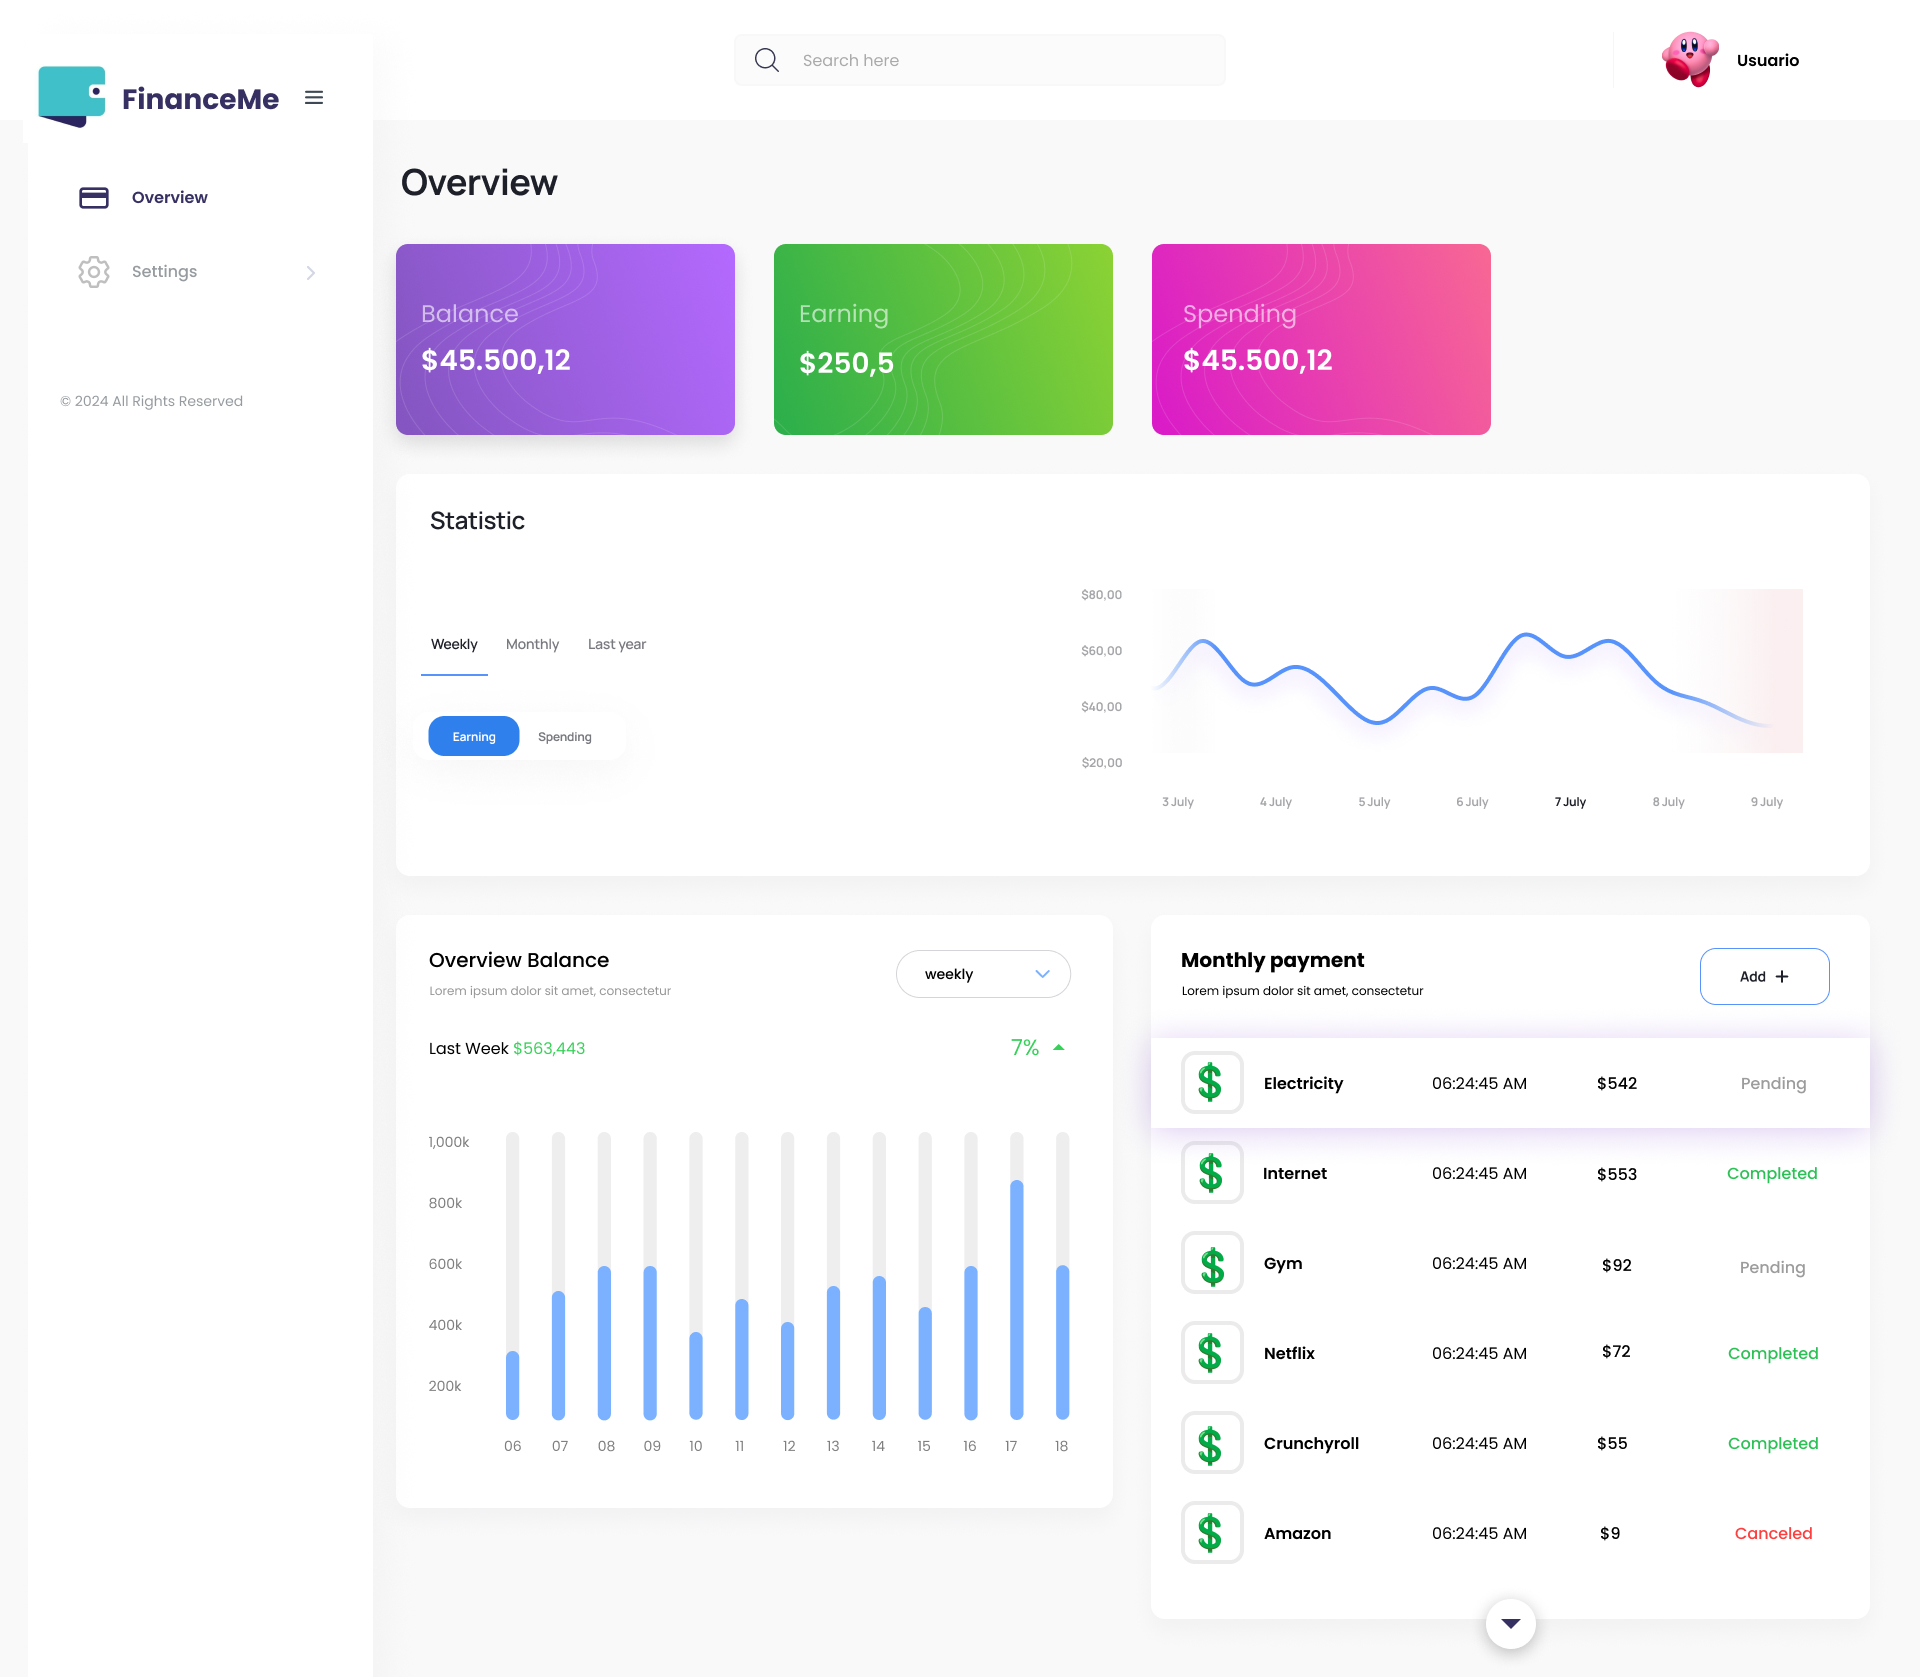 Search here
Usuario
FinanceMe
Overview
Settings
© 2024 All Rights Reserved
Overview
Balance
$45.500,12
Earning
$250,5
Spending
$45.500,12
Statistic
Weekly Monthly Last year
Earning Spending
$80,00
$60,00
$40,00
$20,00
3 July 4 July 5 July 6 July 7 July 8 July 9 July
Overview Balance
Lorem ipsum dolor sit amet, consectetur
weekly
Last Week $563,443
7%
1,000k
800k
600k
400k
200k
06 07 08 09 10 11 12 13 14 15 16 17 18
Monthly payment
Lorem ipsum dolor sit amet, consectetur
Add +
Electricity 06:24:45 AM $542 Pending
Internet 06:24:45 AM $553 Completed
Gym 06:24:45 AM $92 Pending
Netflix 06:24:45 AM $72 Completed
Crunchyroll 06:24:45 AM $55 Completed
Amazon 06:24:45 AM $9 Canceled